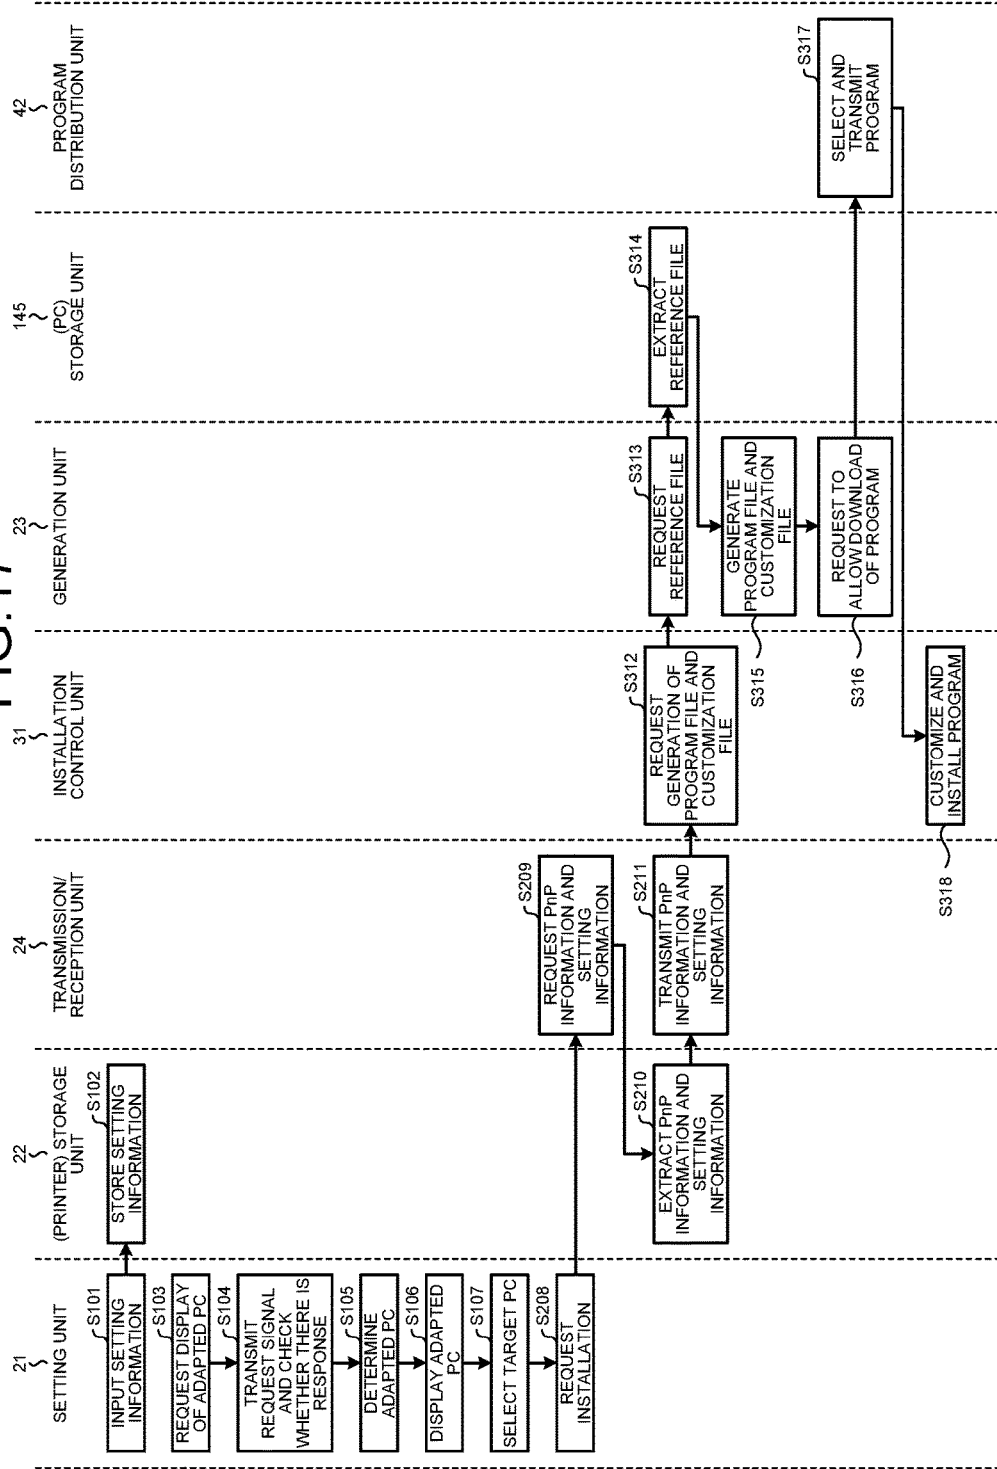 FIG.17
21
SETTING UNIT
22
(PRINTER) STORAGE
UNIT
24
TRANSMISSION/
RECEPTION UNIT
31
INSTALLATION
CONTROL UNIT
23
GENERATION UNIT
145
(PC)
STORAGE UNIT
42
PROGRAM
DISTRIBUTION UNIT
S101
INPUT SETTING
INFORMATION
S102
STORE SETTING
INFORMATION
S103
REQUEST DISPLAY
OF ADAPTED PC
S104
TRANSMIT
REQUEST SIGNAL
AND CHECK
WHETHER THERE IS
RESPONSE
S105
DETERMINE
ADAPTED PC
S106
DISPLAY ADAPTED
PC
S107
SELECT TARGET PC
S208
REQUEST
INSTALLATION
S209
REQUEST PnP
INFORMATION AND
SETTING
INFORMATION
S210
EXTRACT PnP
INFORMATION AND
SETTING
INFORMATION
S211
TRANSMIT PnP
INFORMATION AND
SETTING
INFORMATION
S312
REQUEST
GENERATION OF
PROGRAM FILE AND
CUSTOMIZATION
FILE
S313
REQUEST
REFERENCE FILE
S314
EXTRACT
REFERENCE FILE
S315
GENERATE
PROGRAM FILE AND
CUSTOMIZATION
FILE
S316
REQUEST TO
ALLOW DOWNLOAD
OF PROGRAM
S317
SELECT AND
TRANSMIT
PROGRAM
S318
CUSTOMIZE AND
INSTALL PROGRAM